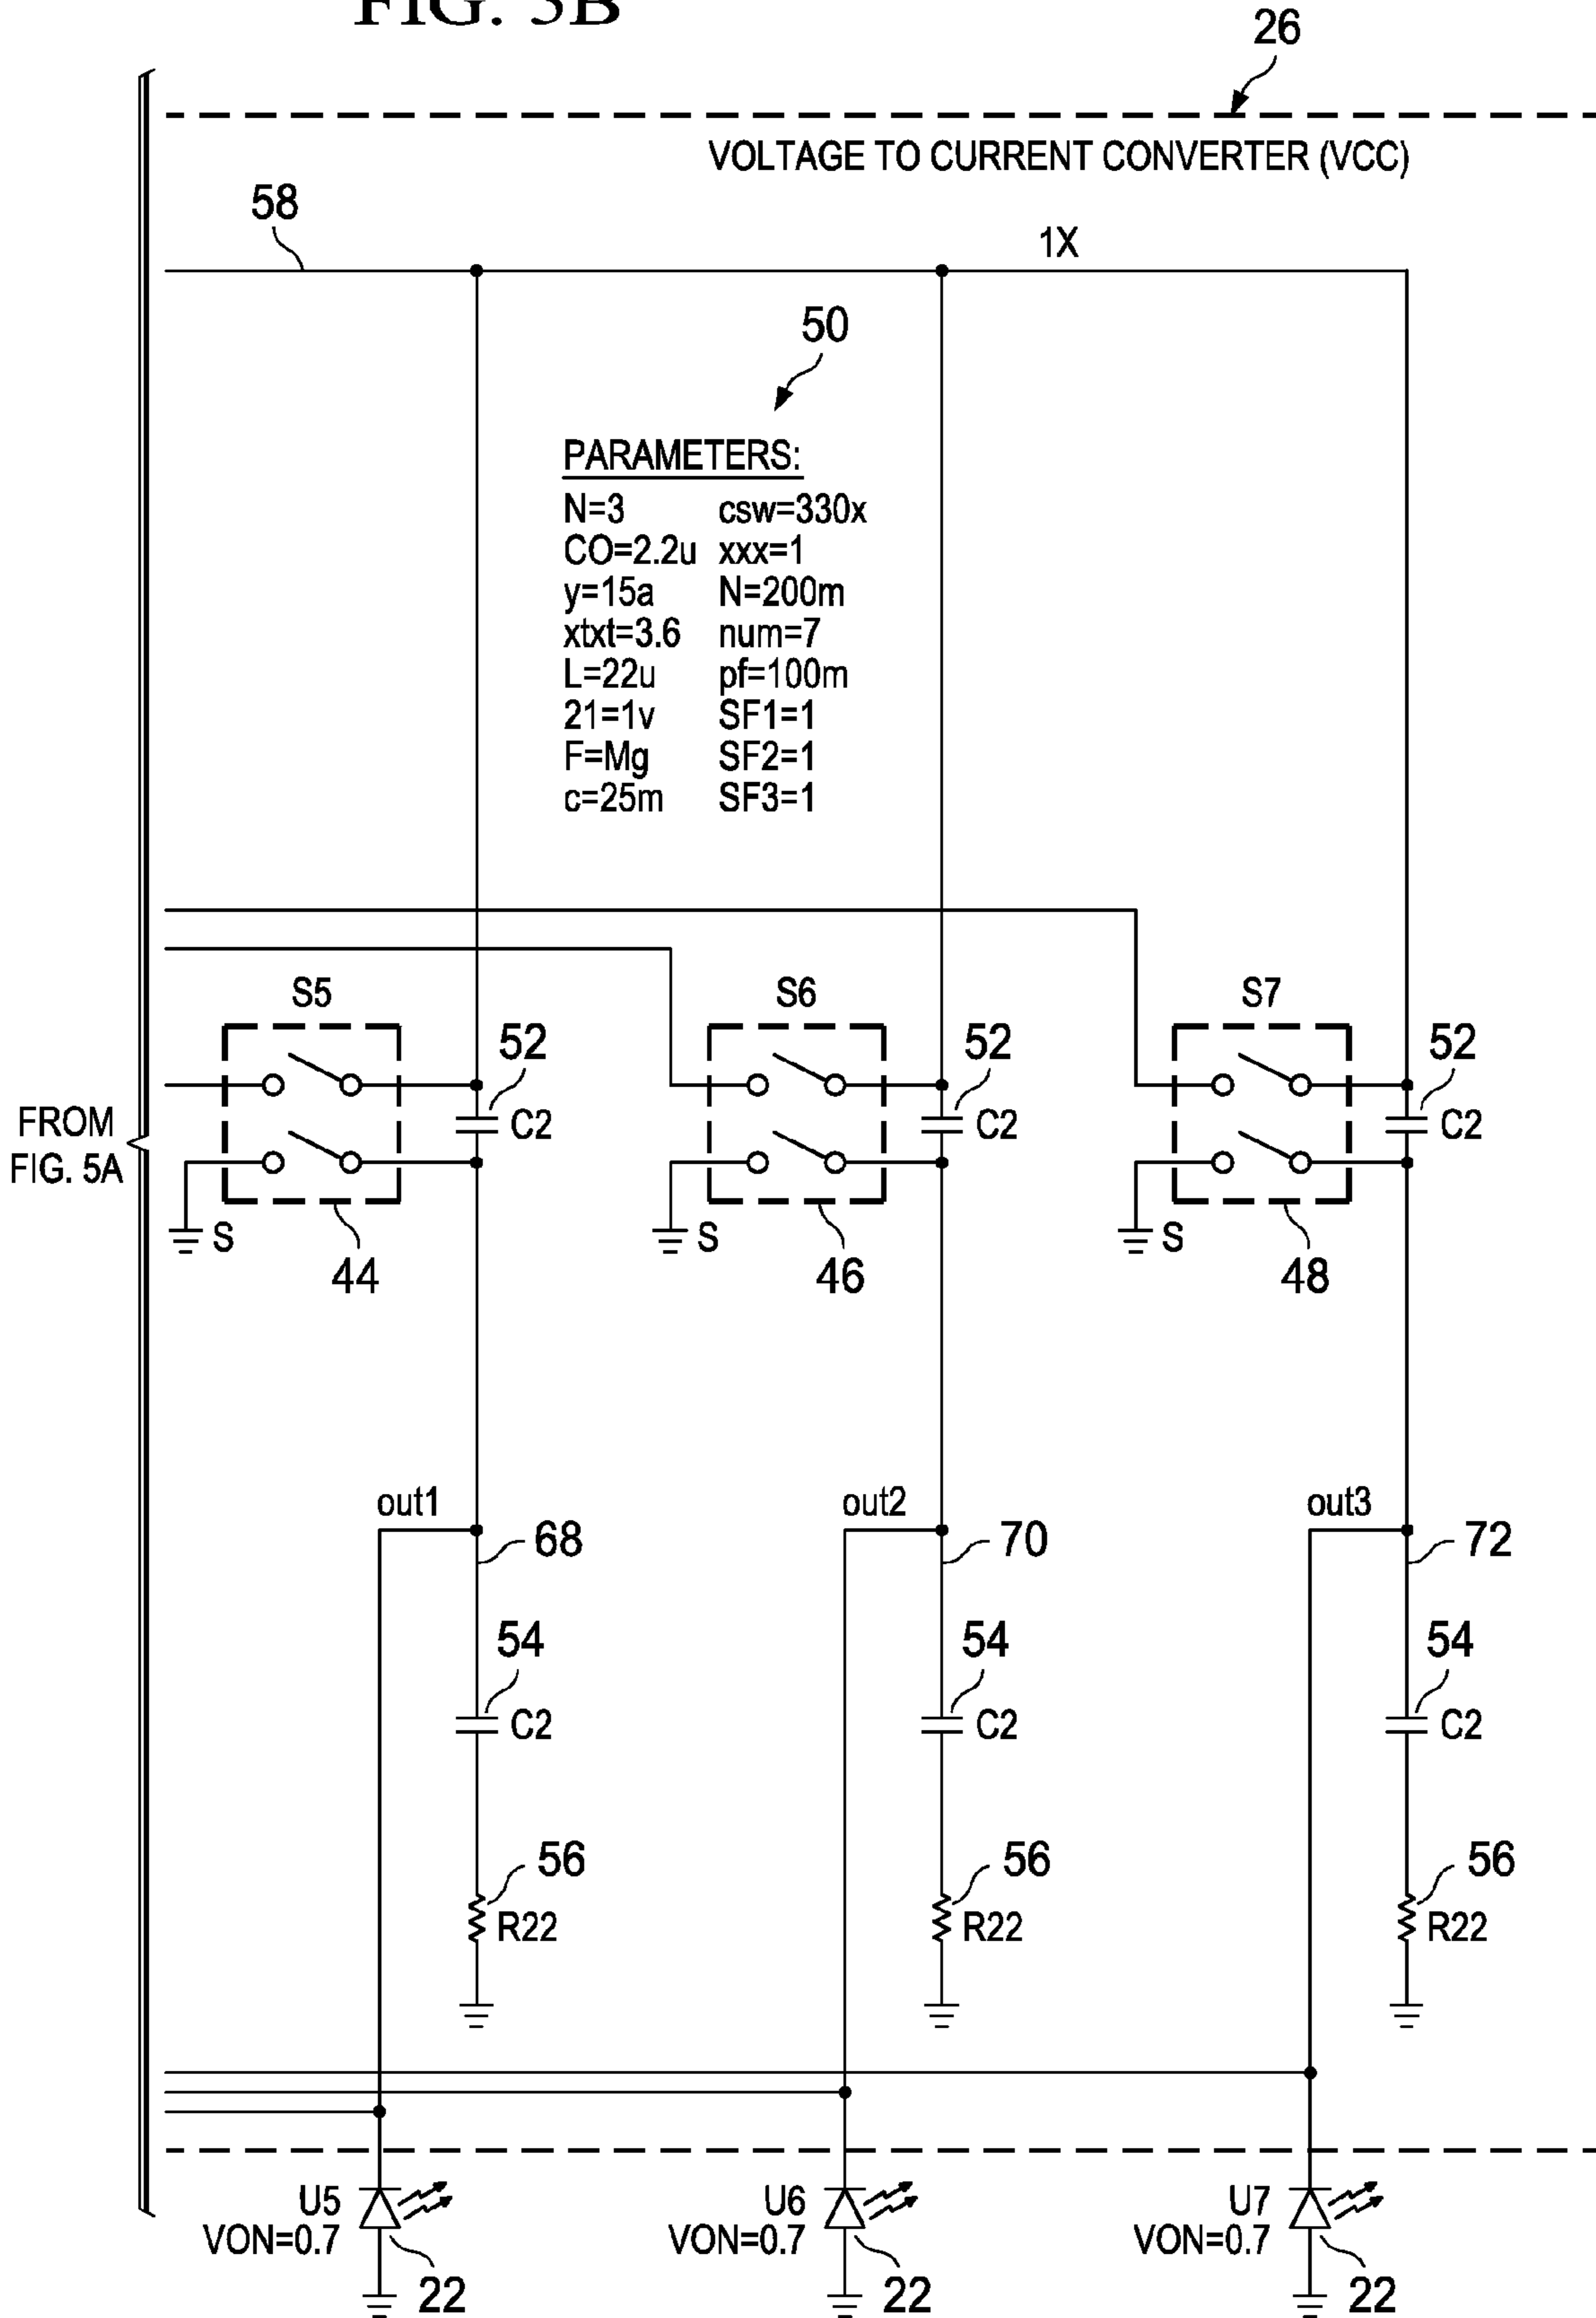 FIG. 5B
26
VOLTAGE TO CURRENT CONVERTER (VCC)
58
1X
50
PARAMETERS:
N=3 csw=330x
CO=2.2u xxx=1
y=15a N=200m
xtxt=3.6 num=7
L=22u pf=100m
21=1v SF1=1
F=Mg SF2=1
c=25m SF3=1
S5 S6 S7
52 52 52
C2 C2 C2
FROM
FIG. 5A
S S S
44 46 48
out1 out2 out3
68 70 72
54 54 54
C2 C2 C2
56 56 56
R22 R22 R22
U5 U6 U7
VON=0.7 VON=0.7 VON=0.7
22 22 22